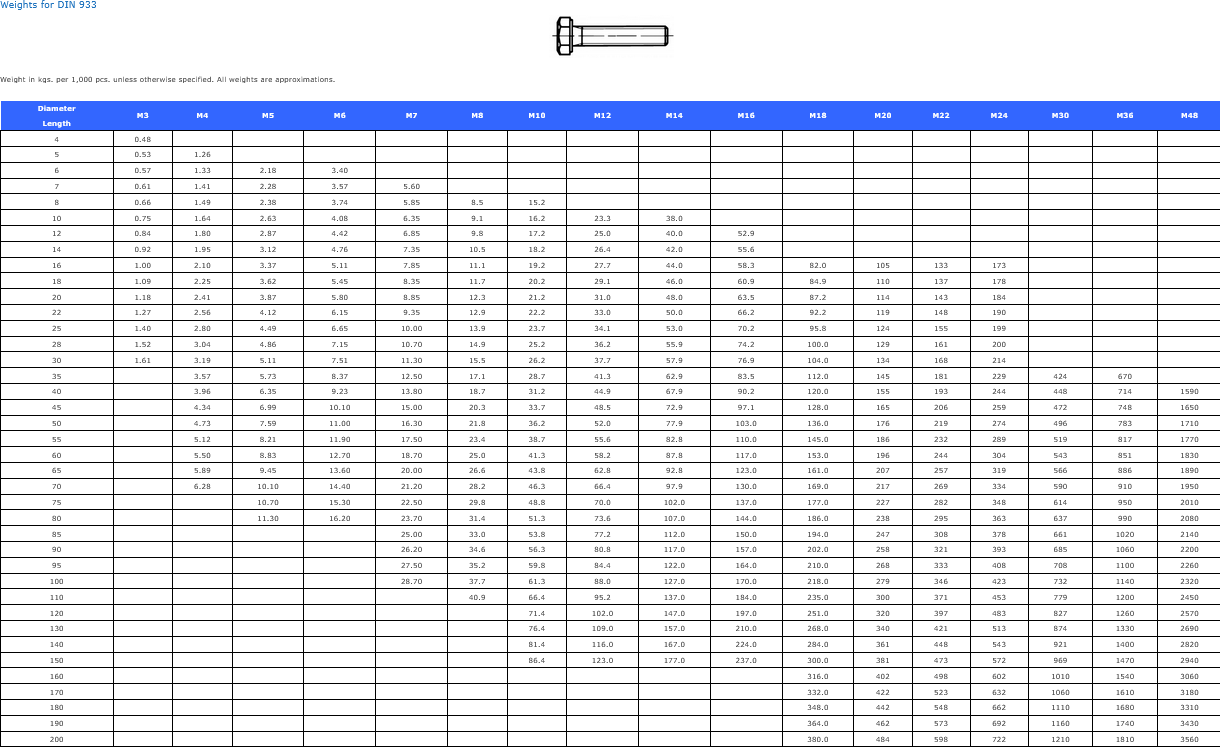 Weights for DIN 933
Weight in kgs. per 1,000 pcs. unless otherwise specified. All weights are approximations.
Diameter
Length M3 M4 M5 M6 M7 M8 M10 M12 M14 M16 M18 M20 M22 M24 M30 M36 M48
4 0.48
5 0.53 1.26
6 0.57 1.33 2.18 3.40
7 0.61 1.41 2.28 3.57 5.60
8 0.66 1.49 2.38 3.74 5.85 8.5 15.2
10 0.75 1.64 2.63 4.08 6.35 9.1 16.2 23.3 38.0
12 0.84 1.80 2.87 4.42 6.85 9.8 17.2 25.0 40.0 52.9
14 0.92 1.95 3.12 4.76 7.35 10.5 18.2 26.4 42.0 55.6
16 1.00 2.10 3.37 5.11 7.85 11.1 19.2 27.7 44.0 58.3 82.0 105 133 173
18 1.09 2.25 3.62 5.45 8.35 11.7 20.2 29.1 46.0 60.9 84.9 110 137 178
20 1.18 2.41 3.87 5.80 8.85 12.3 21.2 31.0 48.0 63.5 87.2 114 143 184
22 1.27 2.56 4.12 6.15 9.35 12.9 22.2 33.0 50.0 66.2 92.2 119 148 190
25 1.40 2.80 4.49 6.65 10.00 13.9 23.7 34.1 53.0 70.2 95.8 124 155 199
28 1.52 3.04 4.86 7.15 10.70 14.9 25.2 36.2 55.9 74.2 100.0 129 161 200
30 1.61 3.19 5.11 7.51 11.30 15.5 26.2 37.7 57.9 76.9 104.0 134 168 214
35 3.57 5.73 8.37 12.50 17.1 28.7 41.3 62.9 83.5 112.0 145 181 229 424 670
40 3.96 6.35 9.23 13.80 18.7 31.2 44.9 67.9 90.2 120.0 155 193 244 448 714 1590
45 4.34 6.99 10.10 15.00 20.3 33.7 48.5 72.9 97.1 128.0 165 206 259 472 748 1650
50 4.73 7.59 11.00 16.30 21.8 36.2 52.0 77.9 103.0 136.0 176 219 274 496 783 1710
55 5.12 8.21 11.90 17.50 23.4 38.7 55.6 82.8 110.0 145.0 186 232 289 519 817 1770
60 5.50 8.83 12.70 18.70 25.0 41.3 58.2 87.8 117.0 153.0 196 244 304 543 851 1830
65 5.89 9.45 13.60 20.00 26.6 43.8 62.8 92.8 123.0 161.0 207 257 319 566 886 1890
70 6.28 10.10 14.40 21.20 28.2 46.3 66.4 97.9 130.0 169.0 217 269 334 590 910 1950
75 10.70 15.30 22.50 29.8 48.8 70.0 102.0 137.0 177.0 227 282 348 614 950 2010
80 11.30 16.20 23.70 31.4 51.3 73.6 107.0 144.0 186.0 238 295 363 637 990 2080
85 25.00 33.0 53.8 77.2 112.0 150.0 194.0 247 308 378 661 1020 2140
90 26.20 34.6 56.3 80.8 117.0 157.0 202.0 258 321 393 685 1060 2200
95 27.50 35.2 59.8 84.4 122.0 164.0 210.0 268 333 408 708 1100 2260
100 28.70 37.7 61.3 88.0 127.0 170.0 218.0 279 346 423 732 1140 2320
110 40.9 66.4 95.2 137.0 184.0 235.0 300 371 453 779 1200 2450
120 71.4 102.0 147.0 197.0 251.0 320 397 483 827 1260 2570
130 76.4 109.0 157.0 210.0 268.0 340 421 513 874 1330 2690
140 81.4 116.0 167.0 224.0 284.0 361 448 543 921 1400 2820
150 86.4 123.0 177.0 237.0 300.0 381 473 572 969 1470 2940
160 316.0 402 498 602 1010 1540 3060
170 332.0 422 523 632 1060 1610 3180
180 348.0 442 548 662 1110 1680 3310
190 364.0 462 573 692 1160 1740 3430
200 380.0 484 598 722 1210 1810 3560